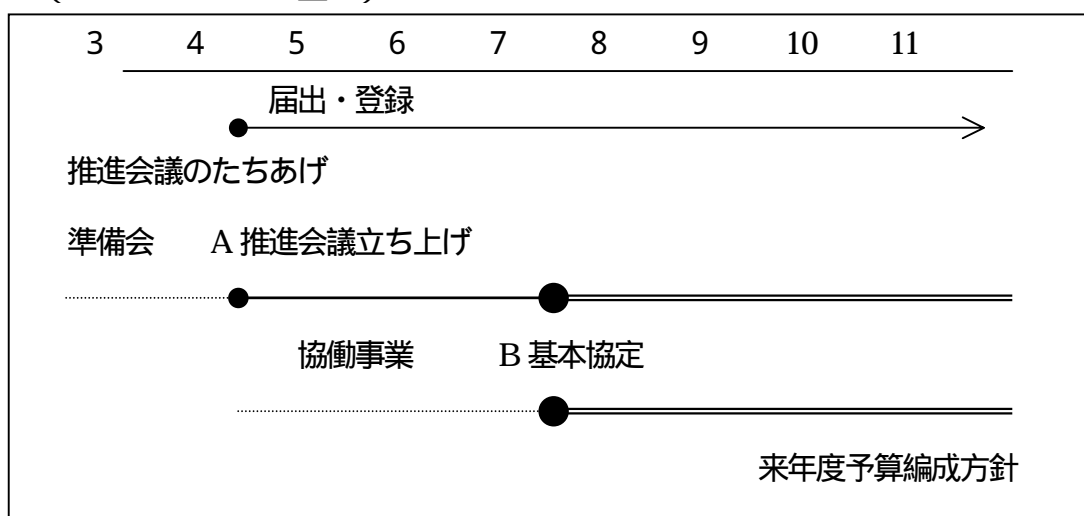 3 4 5 6 7 8 9 10 11
届出・登録
推進会議のたちあげ
準備会 A 推進会議立ち上げ
協働事業 B 基本協定
来年度予算編成方針